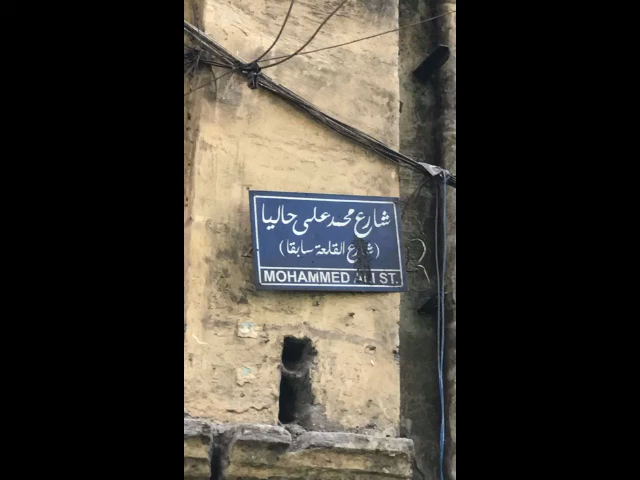 شارع محمد على حاليا
(شارع القلعة سابقا)
MOHAMMED ALI ST.